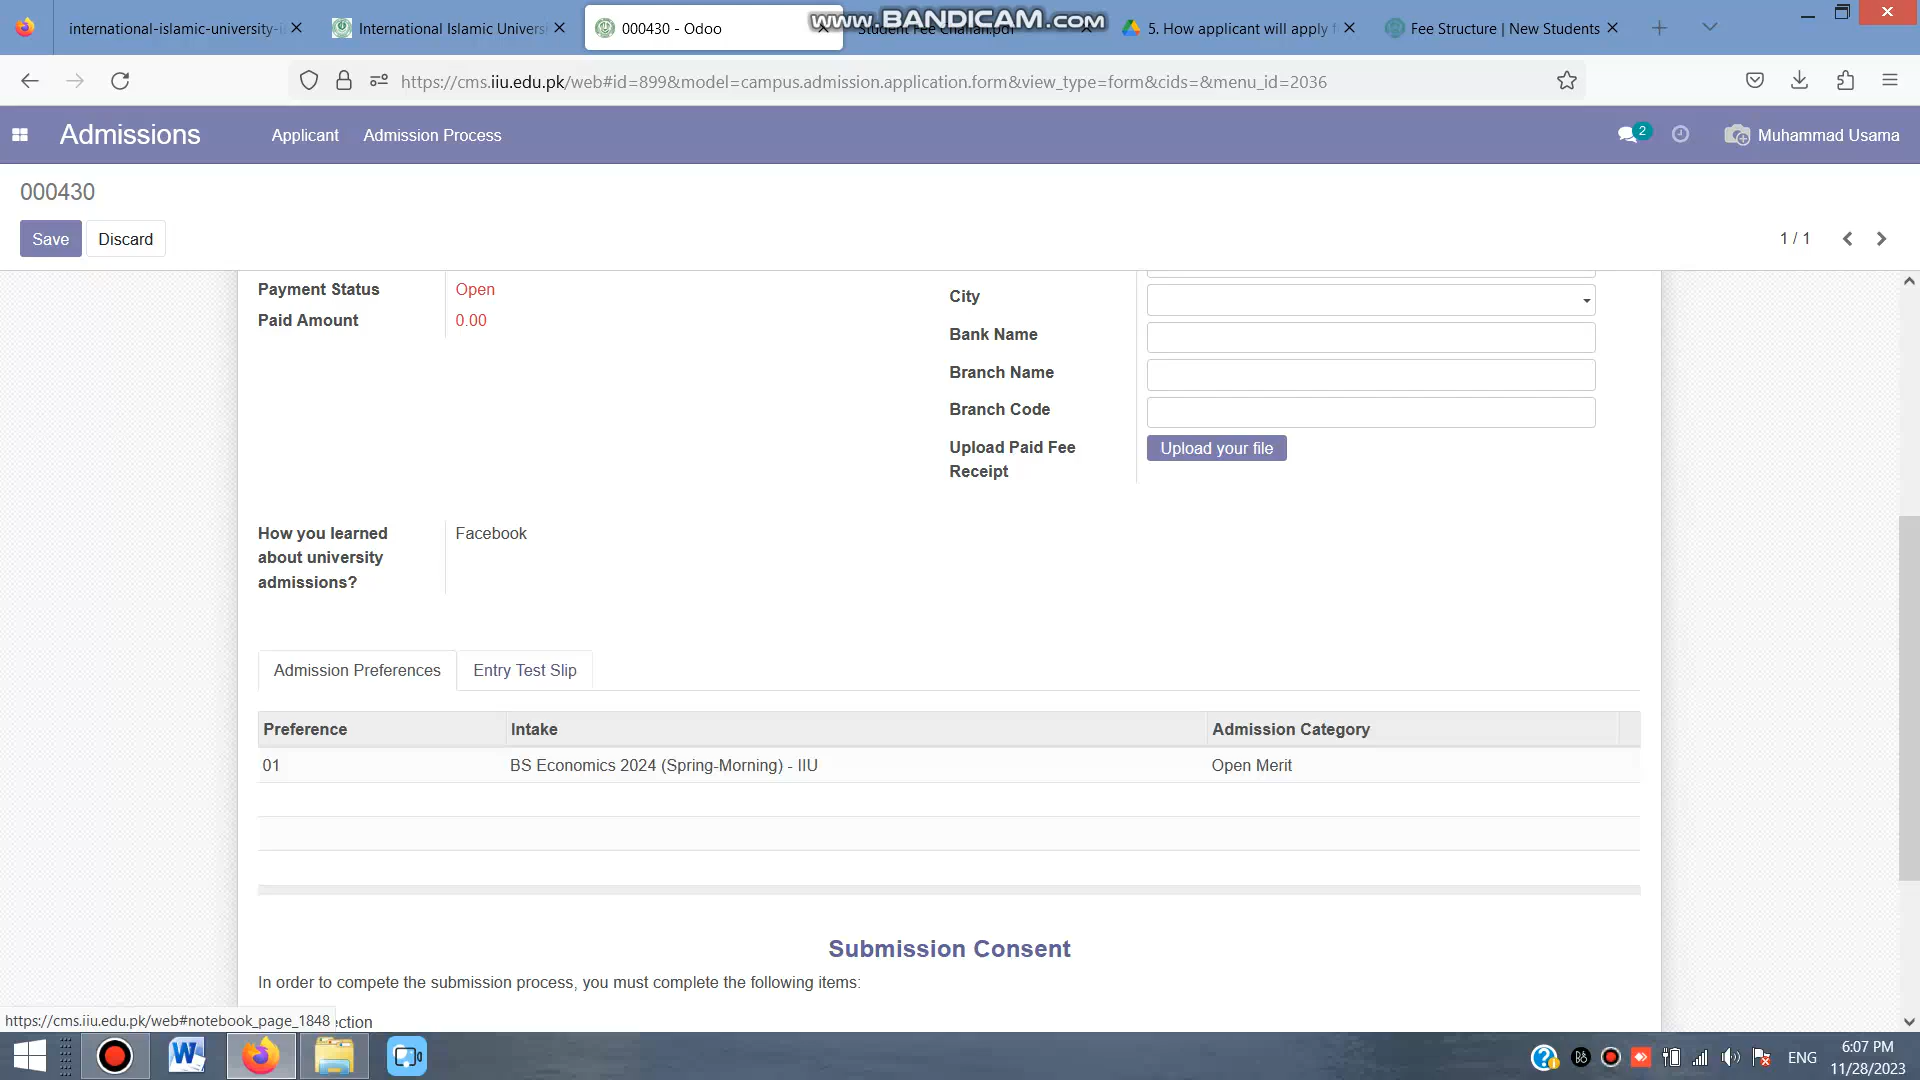 www.BANDICAM.com
international-islamic-university-i
International Islamic Univers
000430 - Odoo
Student Fee Challan.pdf
5. How applicant will apply f
Fee Structure | New Students
https://cms.iiu.edu.pk/web#id=899&model=campus.admission.application.form&view_type=form&cids=&menu_id=2036
Admissions
Applicant
Admission Process
2
Muhammad Usama
000430
Save
Discard
1 / 1
Payment Status
Open
Paid Amount
0.00
City
Bank Name
Branch Name
Branch Code
Upload Paid Fee
Receipt
Upload your file
How you learned
about university
admissions?
Facebook
Admission Preferences
Entry Test Slip
Preference
Intake
Admission Category
01
BS Economics 2024 (Spring-Morning) - IIU
Open Merit
Submission Consent
In order to compete the submission process, you must complete the following items:
https://cms.iiu.edu.pk/web#notebook_page_1848
ection
ENG
6:07 PM
11/28/2023